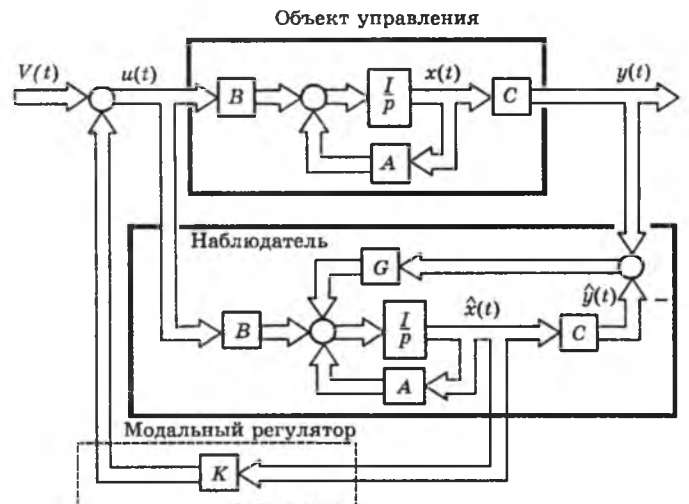 Объект управления
V(t) u(t) x(t) y(t)
B I/p C
A
Наблюдатель
G
x̂(t) ŷ(t) −
B I/p C
A
Модальный регулятор
K